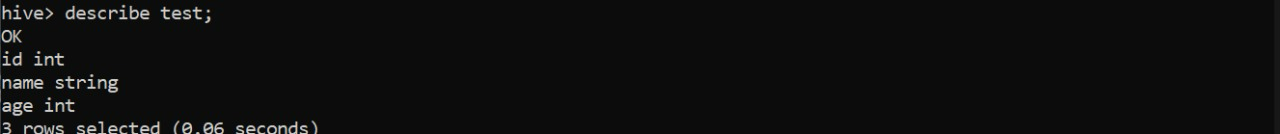 hive> describe test;
OK
id int
name string
age int
3 rows selected (0.06 seconds)